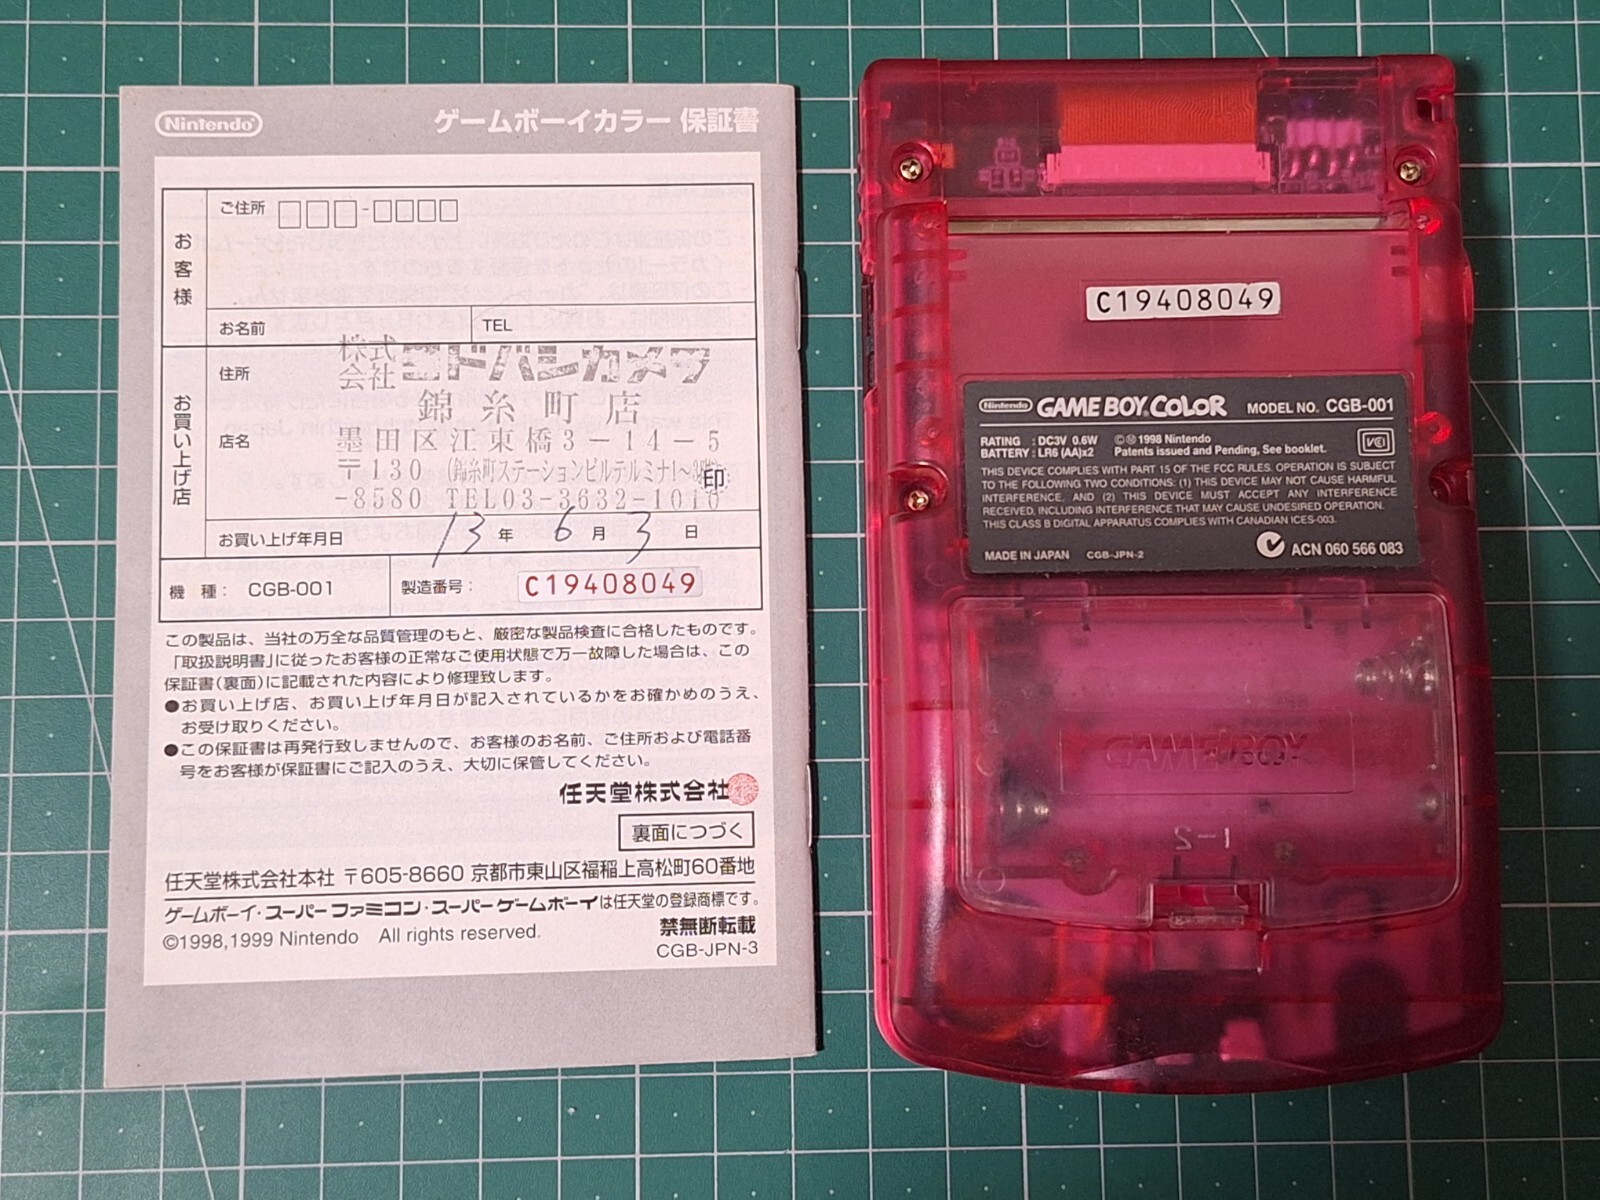 Nintendo
ゲームボーイカラー 保証書
お客様
ご住所 □□□-□□□□
お名前
TEL
お買い上げ店
住所
店名
株式会社ヨドバシカメラ
錦糸町店
墨田区江東橋3-14-5
〒130 (錦糸町ステーションビルテルミナ1~3階)
-8580 TEL03-3632-1010
印
お買い上げ年月日 13年 6月 3日
機 種: CGB-001
製造番号: C19408049
この製品は、当社の万全な品質管理のもと、厳密な製品検査に合格したものです。
「取扱説明書」に従ったお客様の正常なご使用状態で万一故障した場合は、この
保証書(裏面)に記載された内容により修理致します。
●お買い上げ店、お買い上げ年月日が記入されているかをお確かめのうえ、
お受け取りください。
●この保証書は再発行致しませんので、お客様のお名前、ご住所および電話番
号をお客様が保証書にご記入のうえ、大切に保管してください。
任天堂株式会社
裏面につづく
任天堂株式会社本社 〒605-8660 京都市東山区福稲上高松町60番地
ゲームボーイ・スーパーファミコン・スーパーゲームボーイは任天堂の登録商標です。
©1998,1999 Nintendo All rights reserved.
禁無断転載
CGB-JPN-3
C19408049
Nintendo GAME BOY COLOR MODEL NO. CGB-001
RATING : DC3V 0.6W
BATTERY : LR6 (AA)x2
©Ⓜ1998 Nintendo
Patents issued and Pending, See booklet.
THIS DEVICE COMPLIES WITH PART 15 OF THE FCC RULES. OPERATION IS SUBJECT
TO THE FOLLOWING TWO CONDITIONS: (1) THIS DEVICE MAY NOT CAUSE HARMFUL
INTERFERENCE, AND (2) THIS DEVICE MUST ACCEPT ANY INTERFERENCE
RECEIVED, INCLUDING INTERFERENCE THAT MAY CAUSE UNDESIRED OPERATION.
THIS CLASS B DIGITAL APPARATUS COMPLIES WITH CANADIAN ICES-003.
MADE IN JAPAN CGB-JPN-2
ACN 060 566 083
GAME BOY